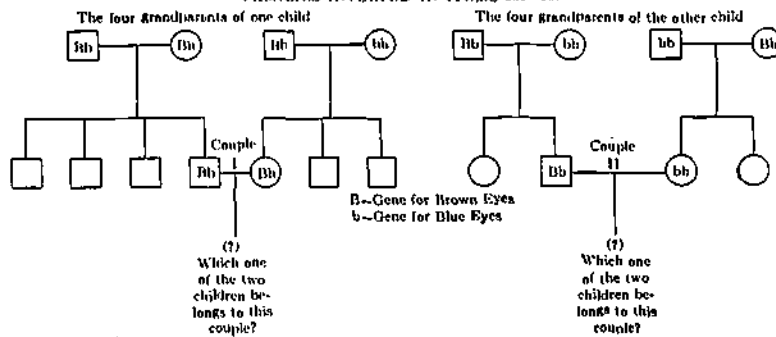 The four grandparents of one child
The four grandparents of the other child
Bb
Bb
Bb
bb
Bb
bb
bb
Bb
Couple
Couple
I
II
Bb
Bb
Bb
bb
B—Gene for Brown Eyes
b—Gene for Blue Eyes
(?)
Which one
of the two
children be-
longs to this
couple?
(?)
Which one
of the two
children be-
longs to this
couple?